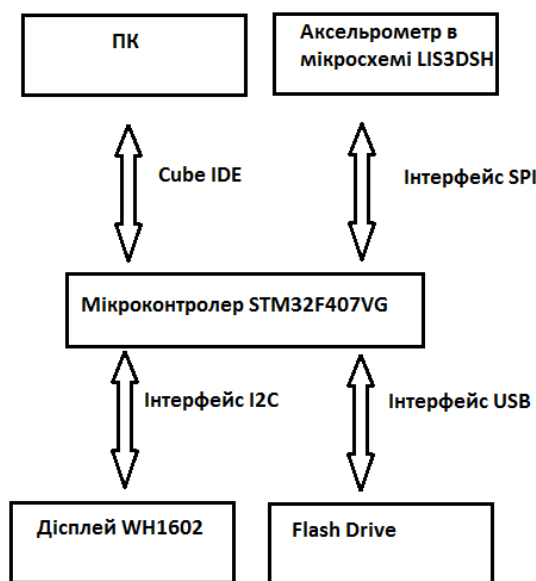 ПК
Аксельрометр в
мікросхемі LIS3DSH
Cube IDE
Інтерфейс SPI
Мікроконтролер STM32F407VG
Інтерфейс I2C
Інтерфейс USB
Дісплей WH1602
Flash Drive